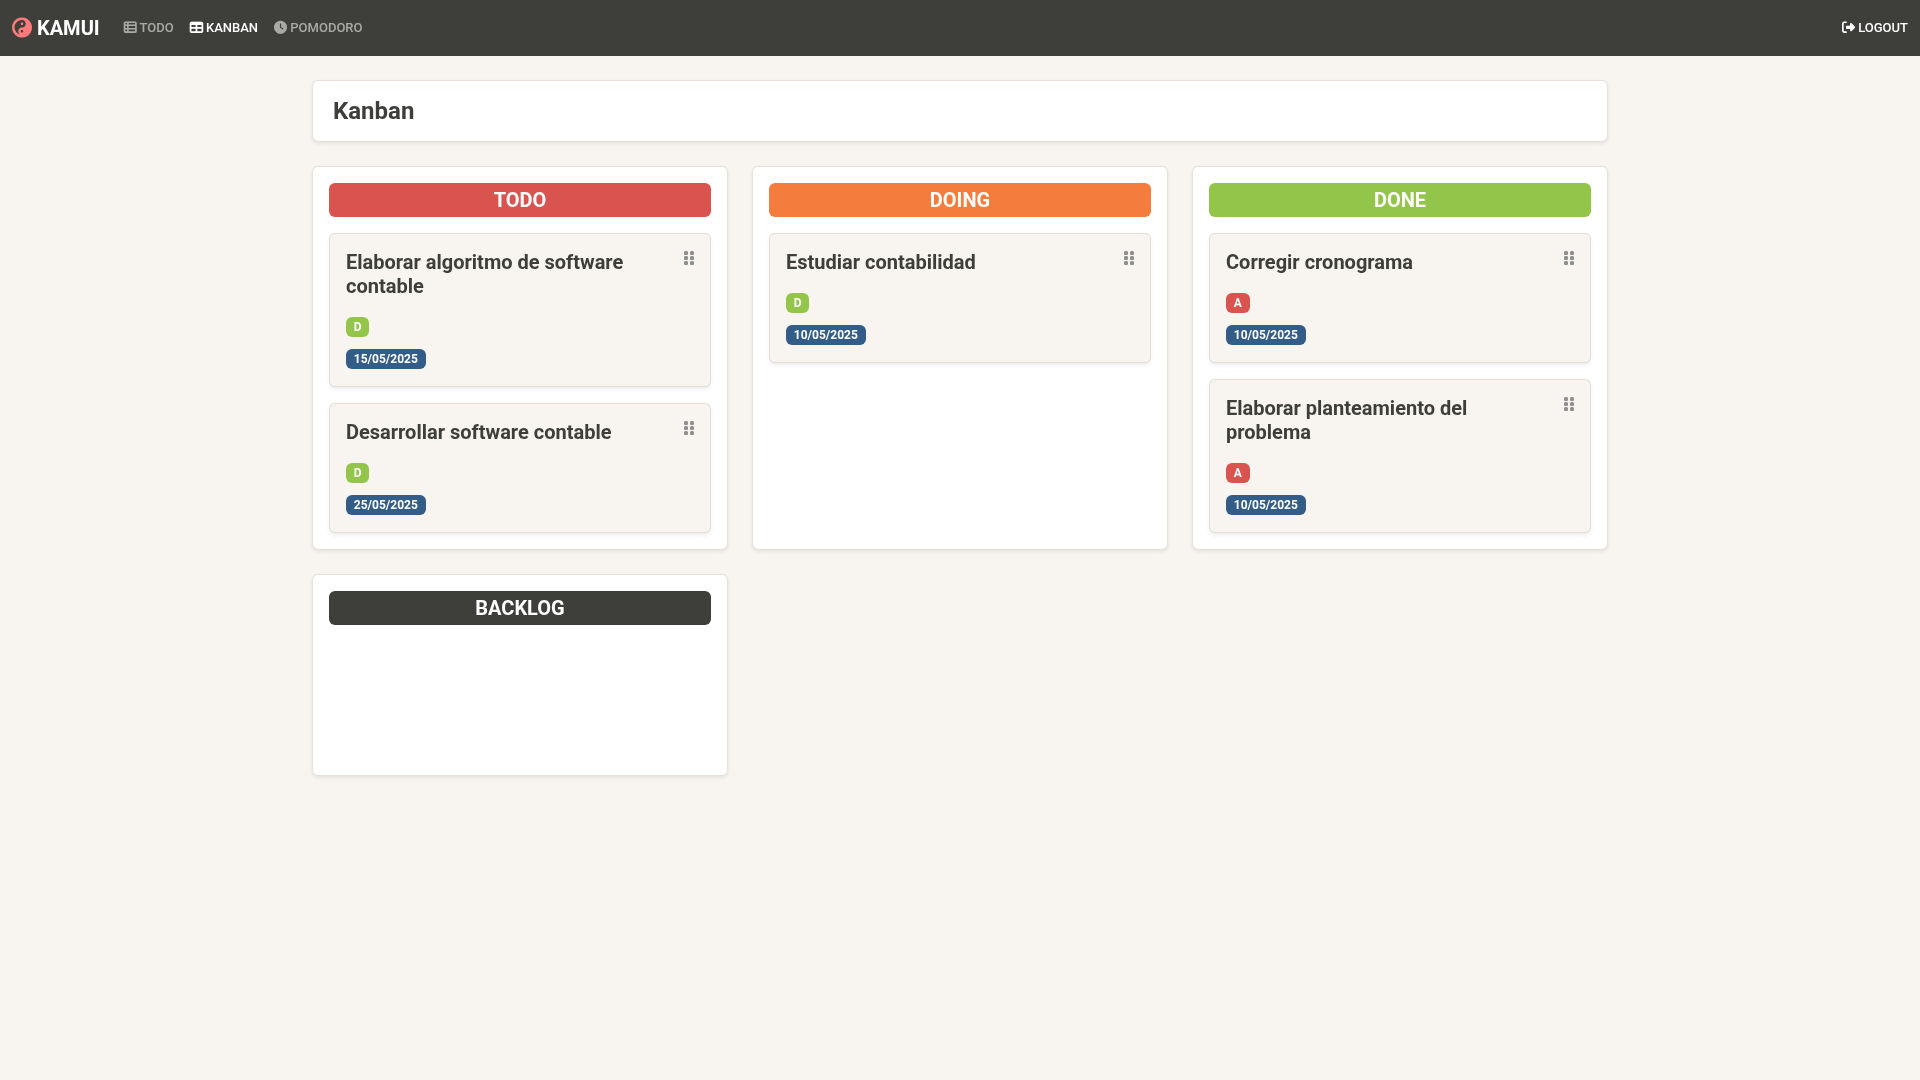 KAMUI TODO KANBAN POMODORO LOGOUT
Kanban
TODO
Elaborar algoritmo de software
contable
D
15/05/2025
Desarrollar software contable
D
25/05/2025
DOING
Estudiar contabilidad
D
10/05/2025
DONE
Corregir cronograma
A
10/05/2025
Elaborar planteamiento del
problema
A
10/05/2025
BACKLOG